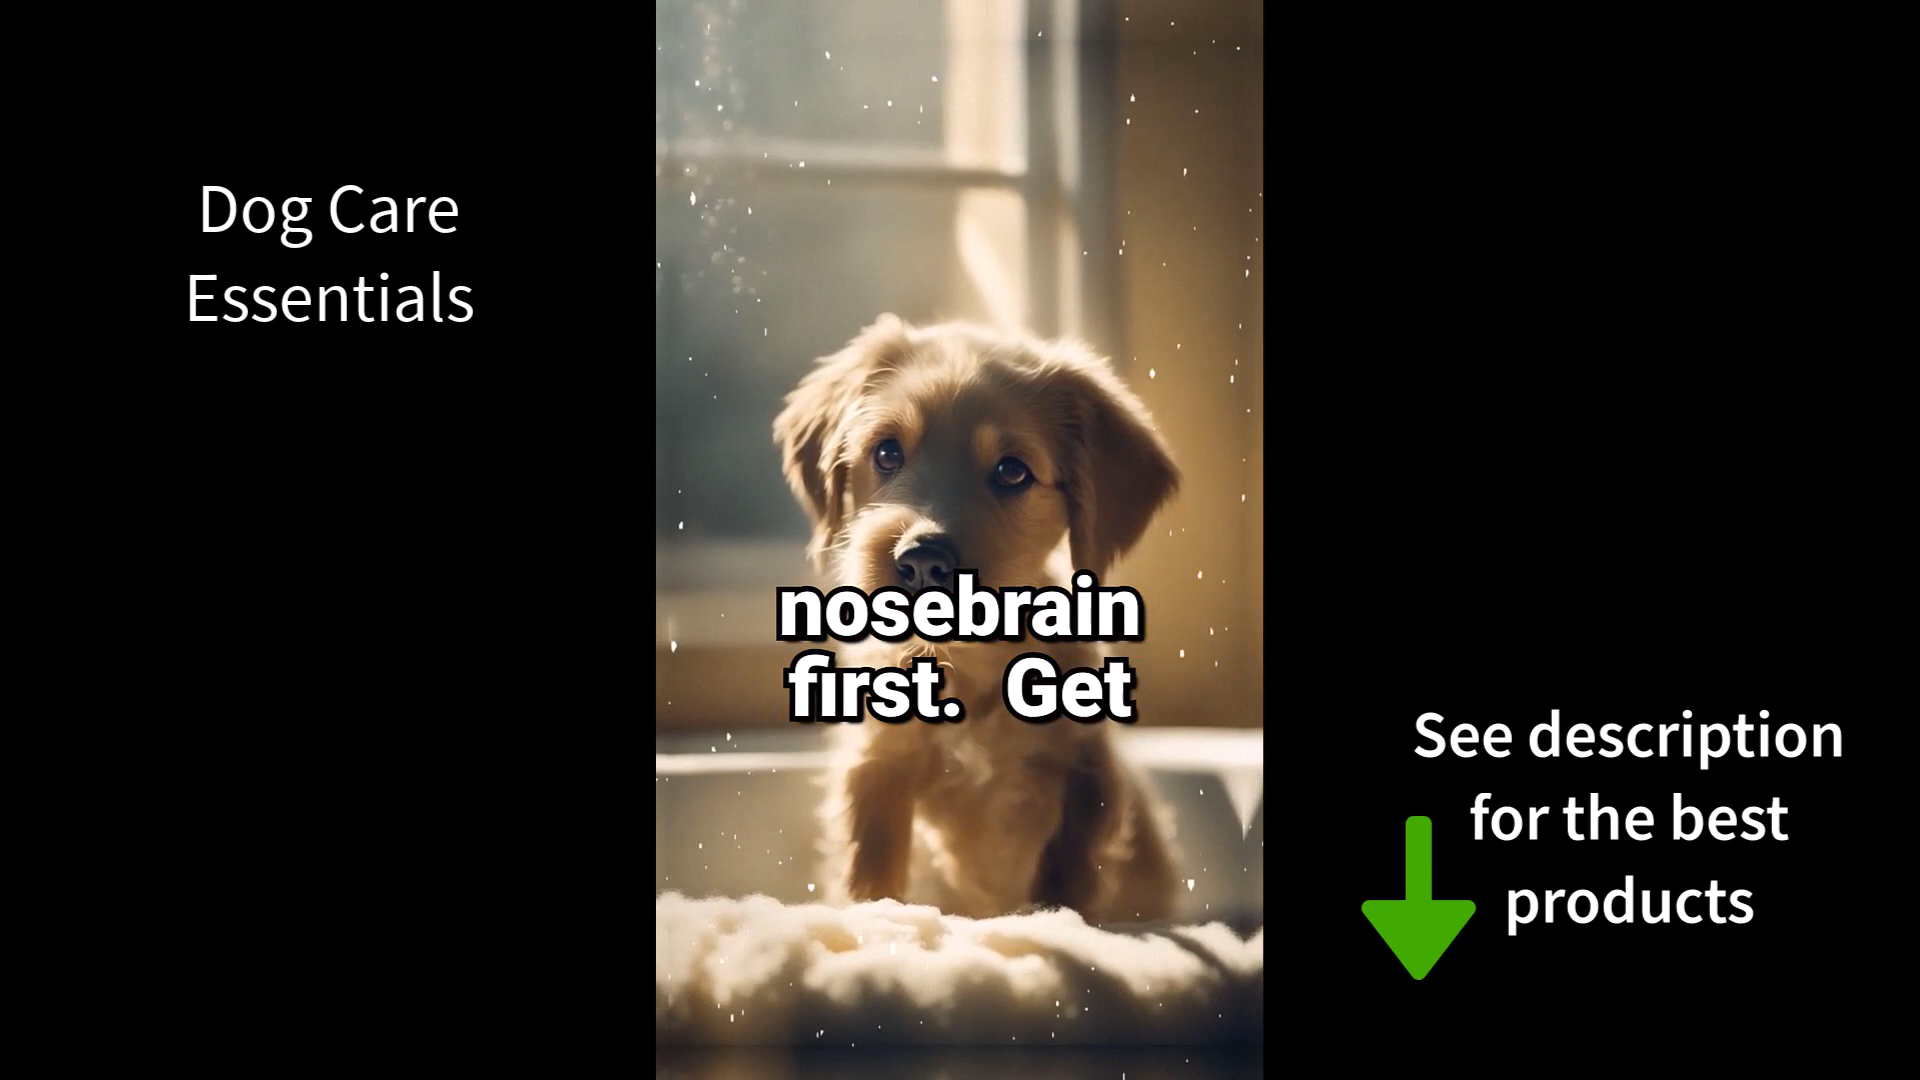 Dog Care
Essentials
nosebrain
first. Get
See description
for the best
products